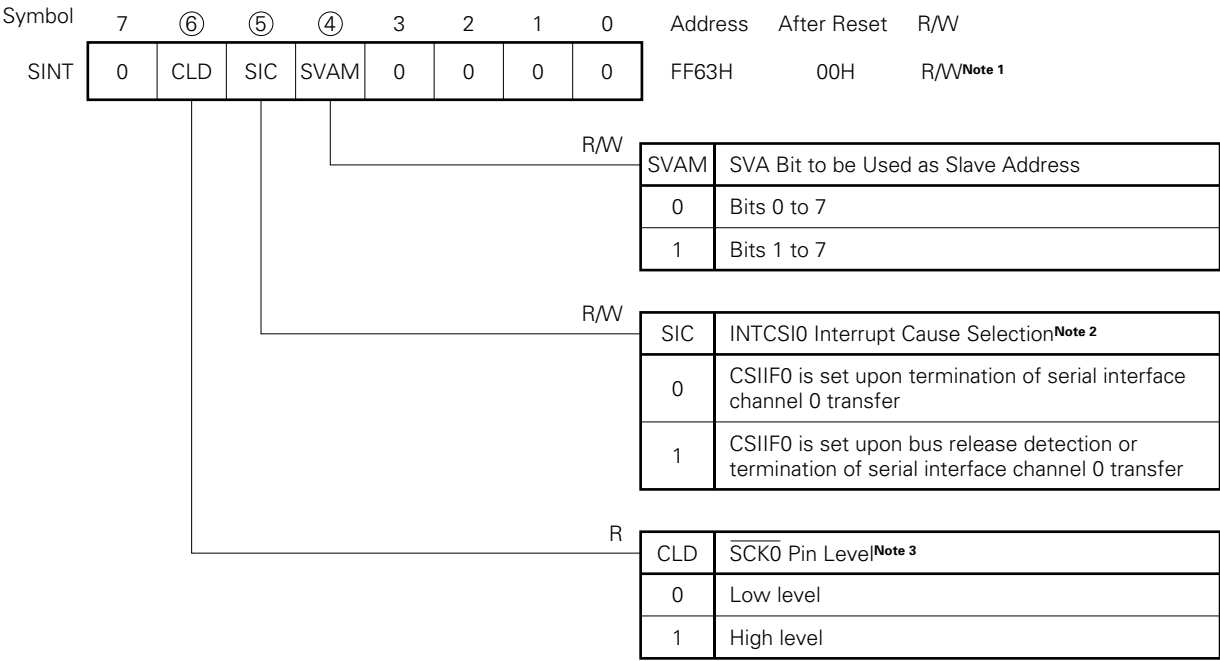 Symbol 7 ⑥ ⑤ ④ 3 2 1 0 Address After Reset R/W
SINT 0 CLD SIC SVAM 0 0 0 0 FF63H 00H R/WNote 1
R/W
SVAM SVA Bit to be Used as Slave Address
0 Bits 0 to 7
1 Bits 1 to 7
R/W
SIC INTCSI0 Interrupt Cause SelectionNote 2
0 CSIIF0 is set upon termination of serial interface
channel 0 transfer
1 CSIIF0 is set upon bus release detection or
termination of serial interface channel 0 transfer
R
CLD S̅C̅K̅0̅ Pin LevelNote 3
0 Low level
1 High level